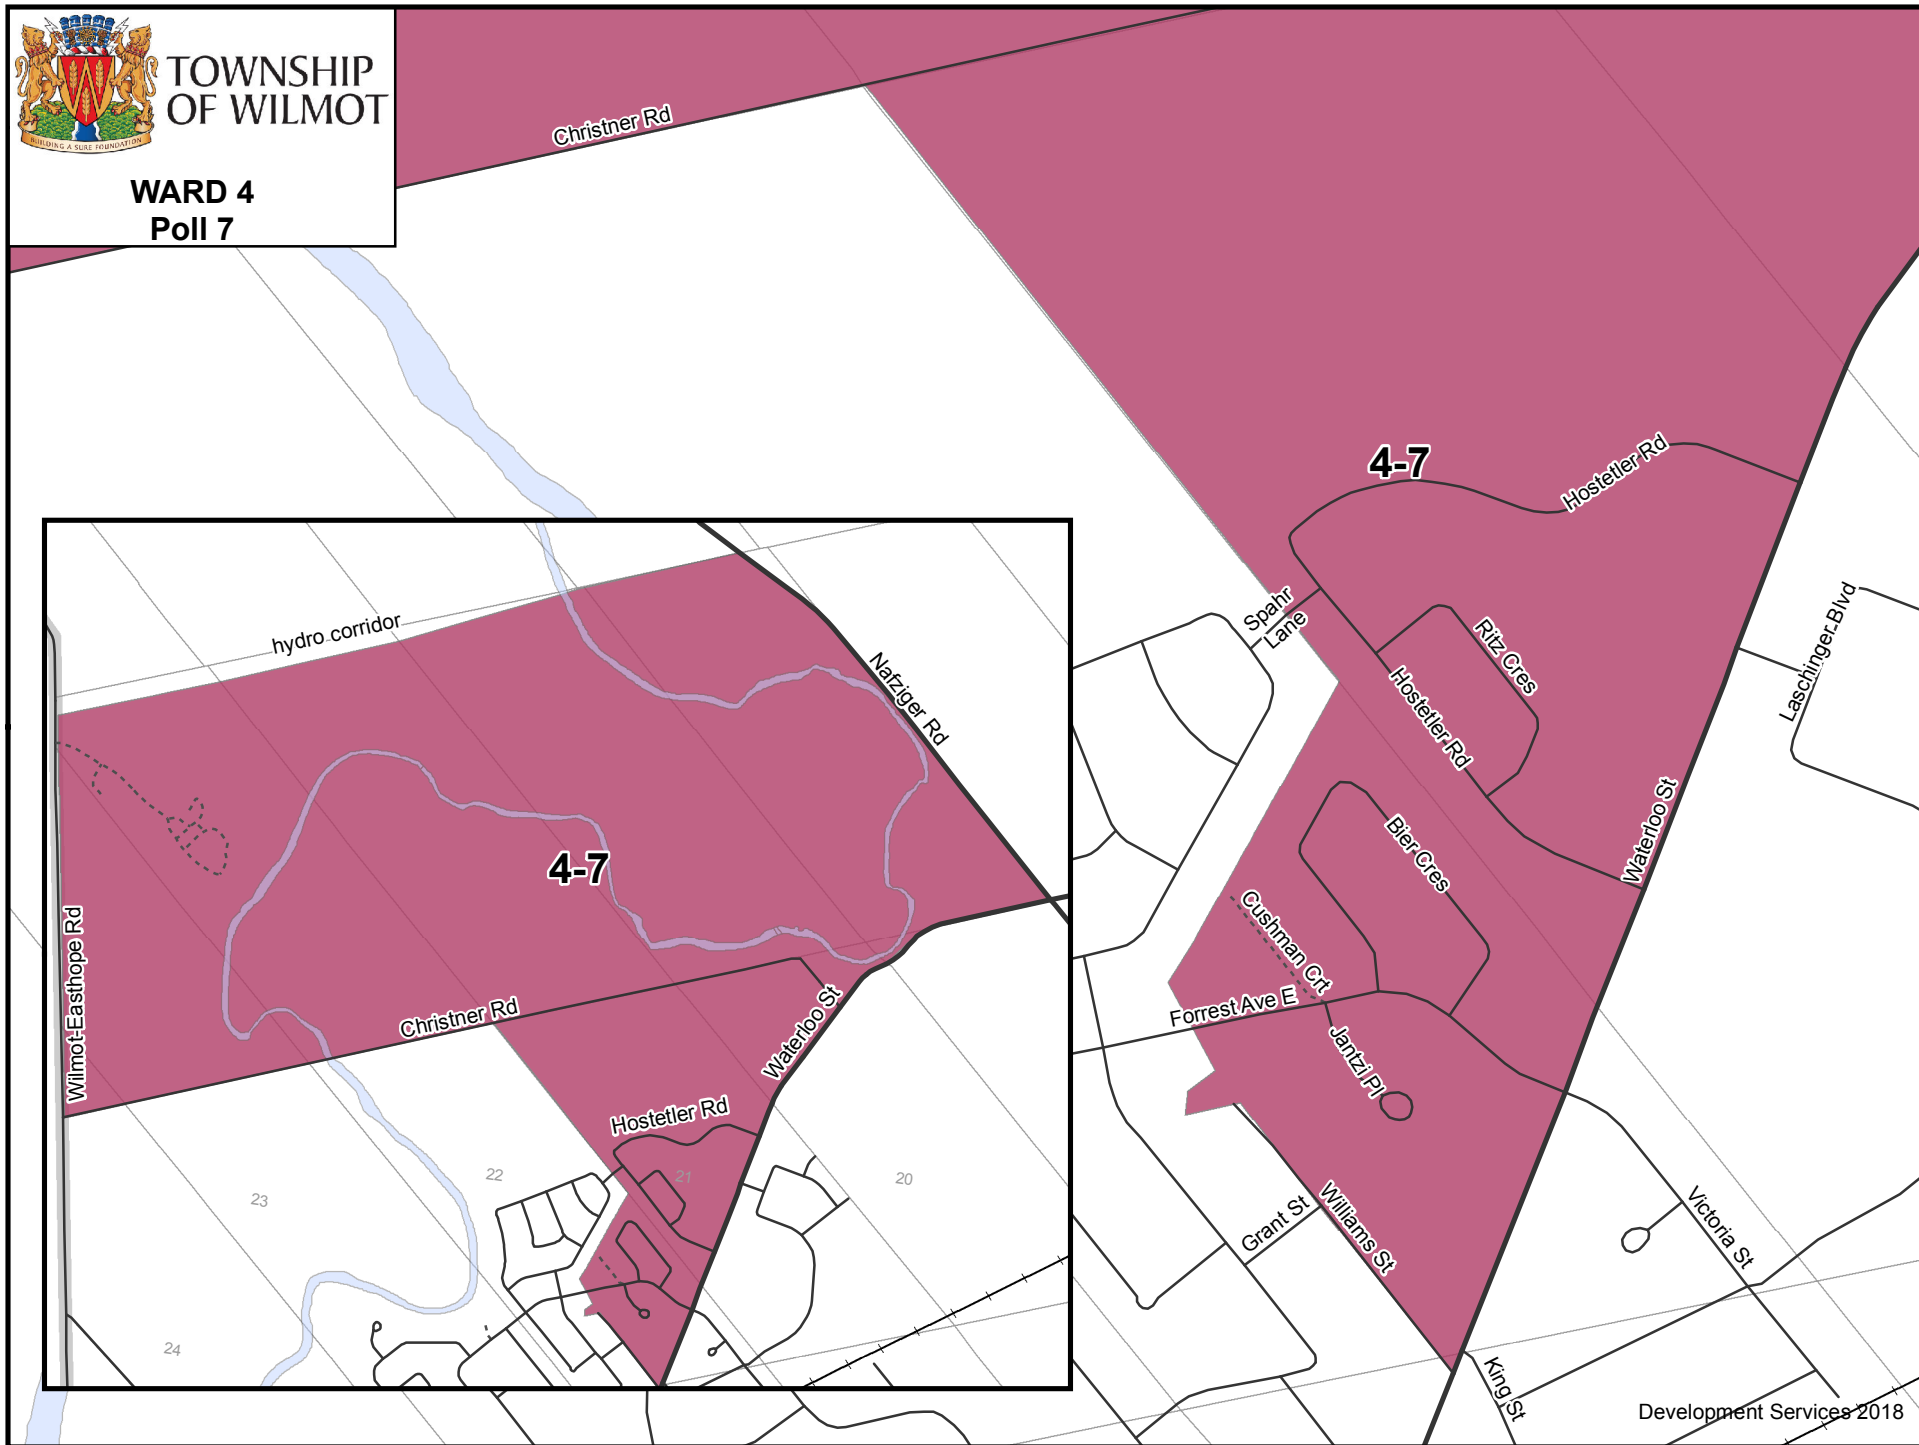 TOWNSHIP
OF WILMOT
BUILDING A SURE FOUNDATION
WARD 4
Poll 7
Christner Rd
4-7
Hostetler Rd
Spahr
Lane
Ritz Cres
Hostetler Rd
Laschinger Blvd
Waterloo St
Bier Cres
Cushman Crt
Forrest Ave E
Jantzi Pl
Grant St
Williams St
Victoria St
King St
hydro corridor
Nafziger Rd
4-7
Wilmot-Easthope Rd
Christner Rd
Waterloo St
Hostetler Rd
22
21
20
23
24
Development Services 2018